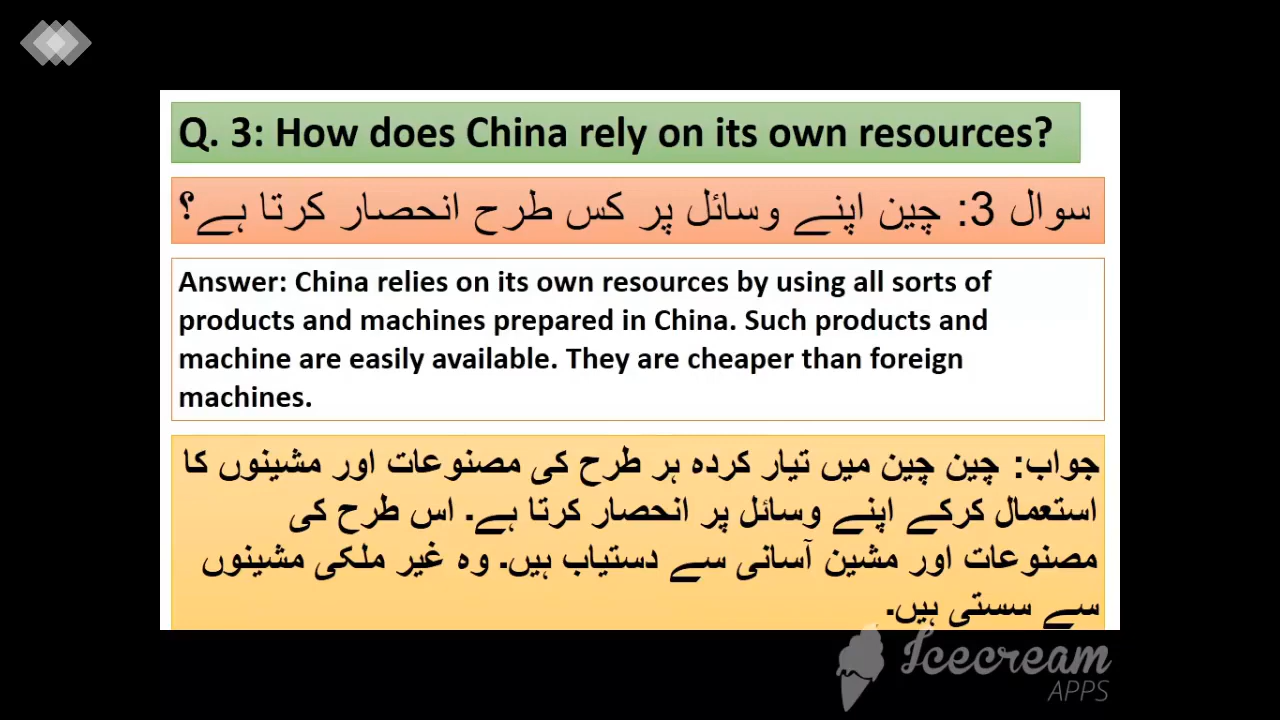 Q. 3: How does China rely on its own resources?
سوال 3: چین اپنے وسائل پر کس طرح انحصار کرتا ہے؟
Answer: China relies on its own resources by using all sorts of
products and machines prepared in China. Such products and
machine are easily available. They are cheaper than foreign
machines.
جواب: چین چین میں تیار کردہ ہر طرح کی مصنوعات اور مشینوں کا
استعمال کرکے اپنے وسائل پر انحصار کرتا ہے۔ اس طرح کی
مصنوعات اور مشین آسانی سے دستیاب ہیں۔ وہ غیر ملکی مشینوں
سے سستی ہیں۔
Icecream
APPS